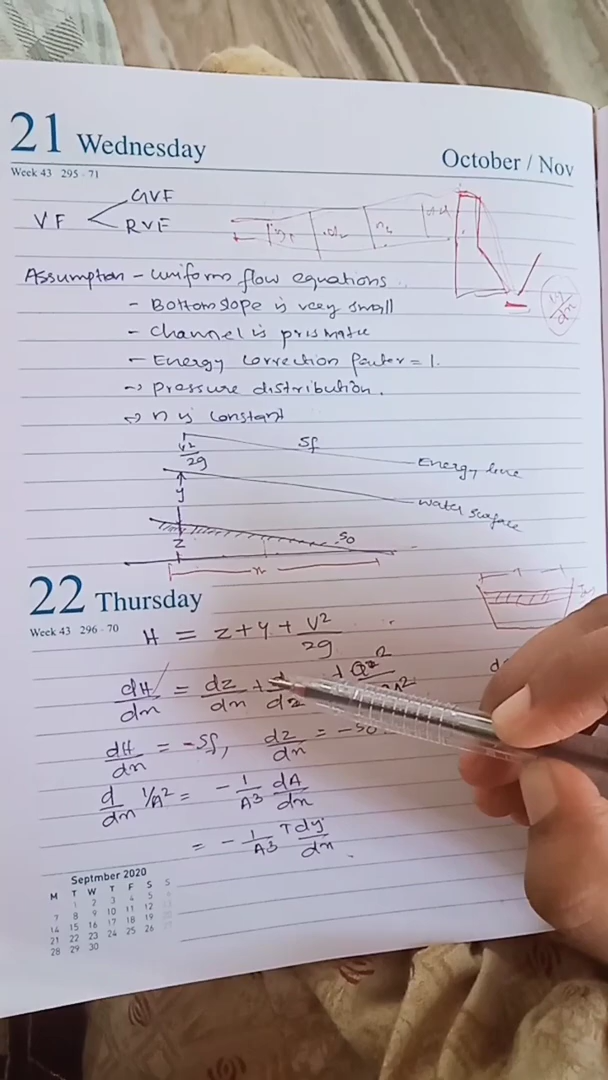 21 Wednesday
October / Nov
Week 43 295 - 71
GVF
VF
RVF
Assumption - uniform flow equations
- Bottom slope is very small
- Channel is prismatic
- Energy correction factor = 1.
-> Pressure distribution.
-> n is constant
V²/2g
Sf
Energy line
y
water surface
z
So
x
22 Thursday
Week 43 296 - 70
H = z + y + V²/2g
dH/dx = dz/dx +
dH/dx = -Sf, dz/dx = -So
d/dx 1/A² = -1/A3 dA/dx
= -1/A3 T dy/dx
Septmber 2020
M T W T F S S
1 2 3 4 5 6
7 8 9 10 11 12 13
14 15 16 17 18 19 20
21 22 23 24 25 26 27
28 29 30